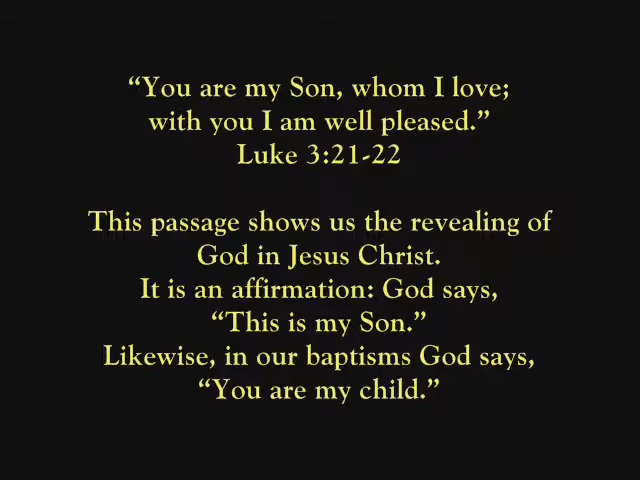 “You are my Son, whom I love;
with you I am well pleased.”
Luke 3:21-22
This passage shows us the revealing of
God in Jesus Christ.
It is an affirmation: God says,
“This is my Son.”
Likewise, in our baptisms God says,
“You are my child.”